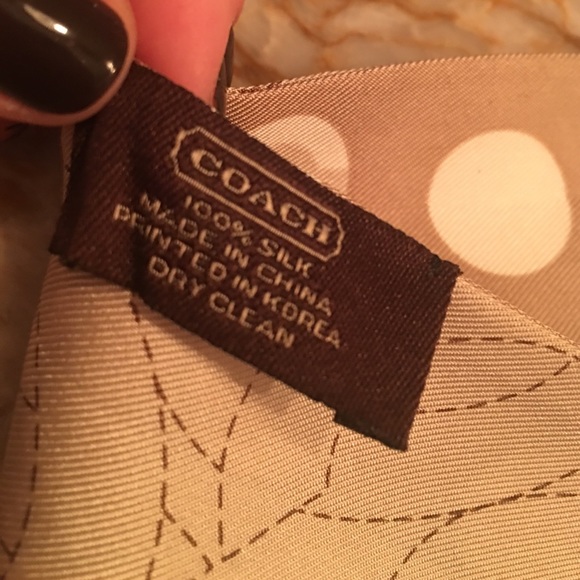 COACH
100% SILK
MADE IN CHINA
PRINTED IN KOREA
DRY CLEAN